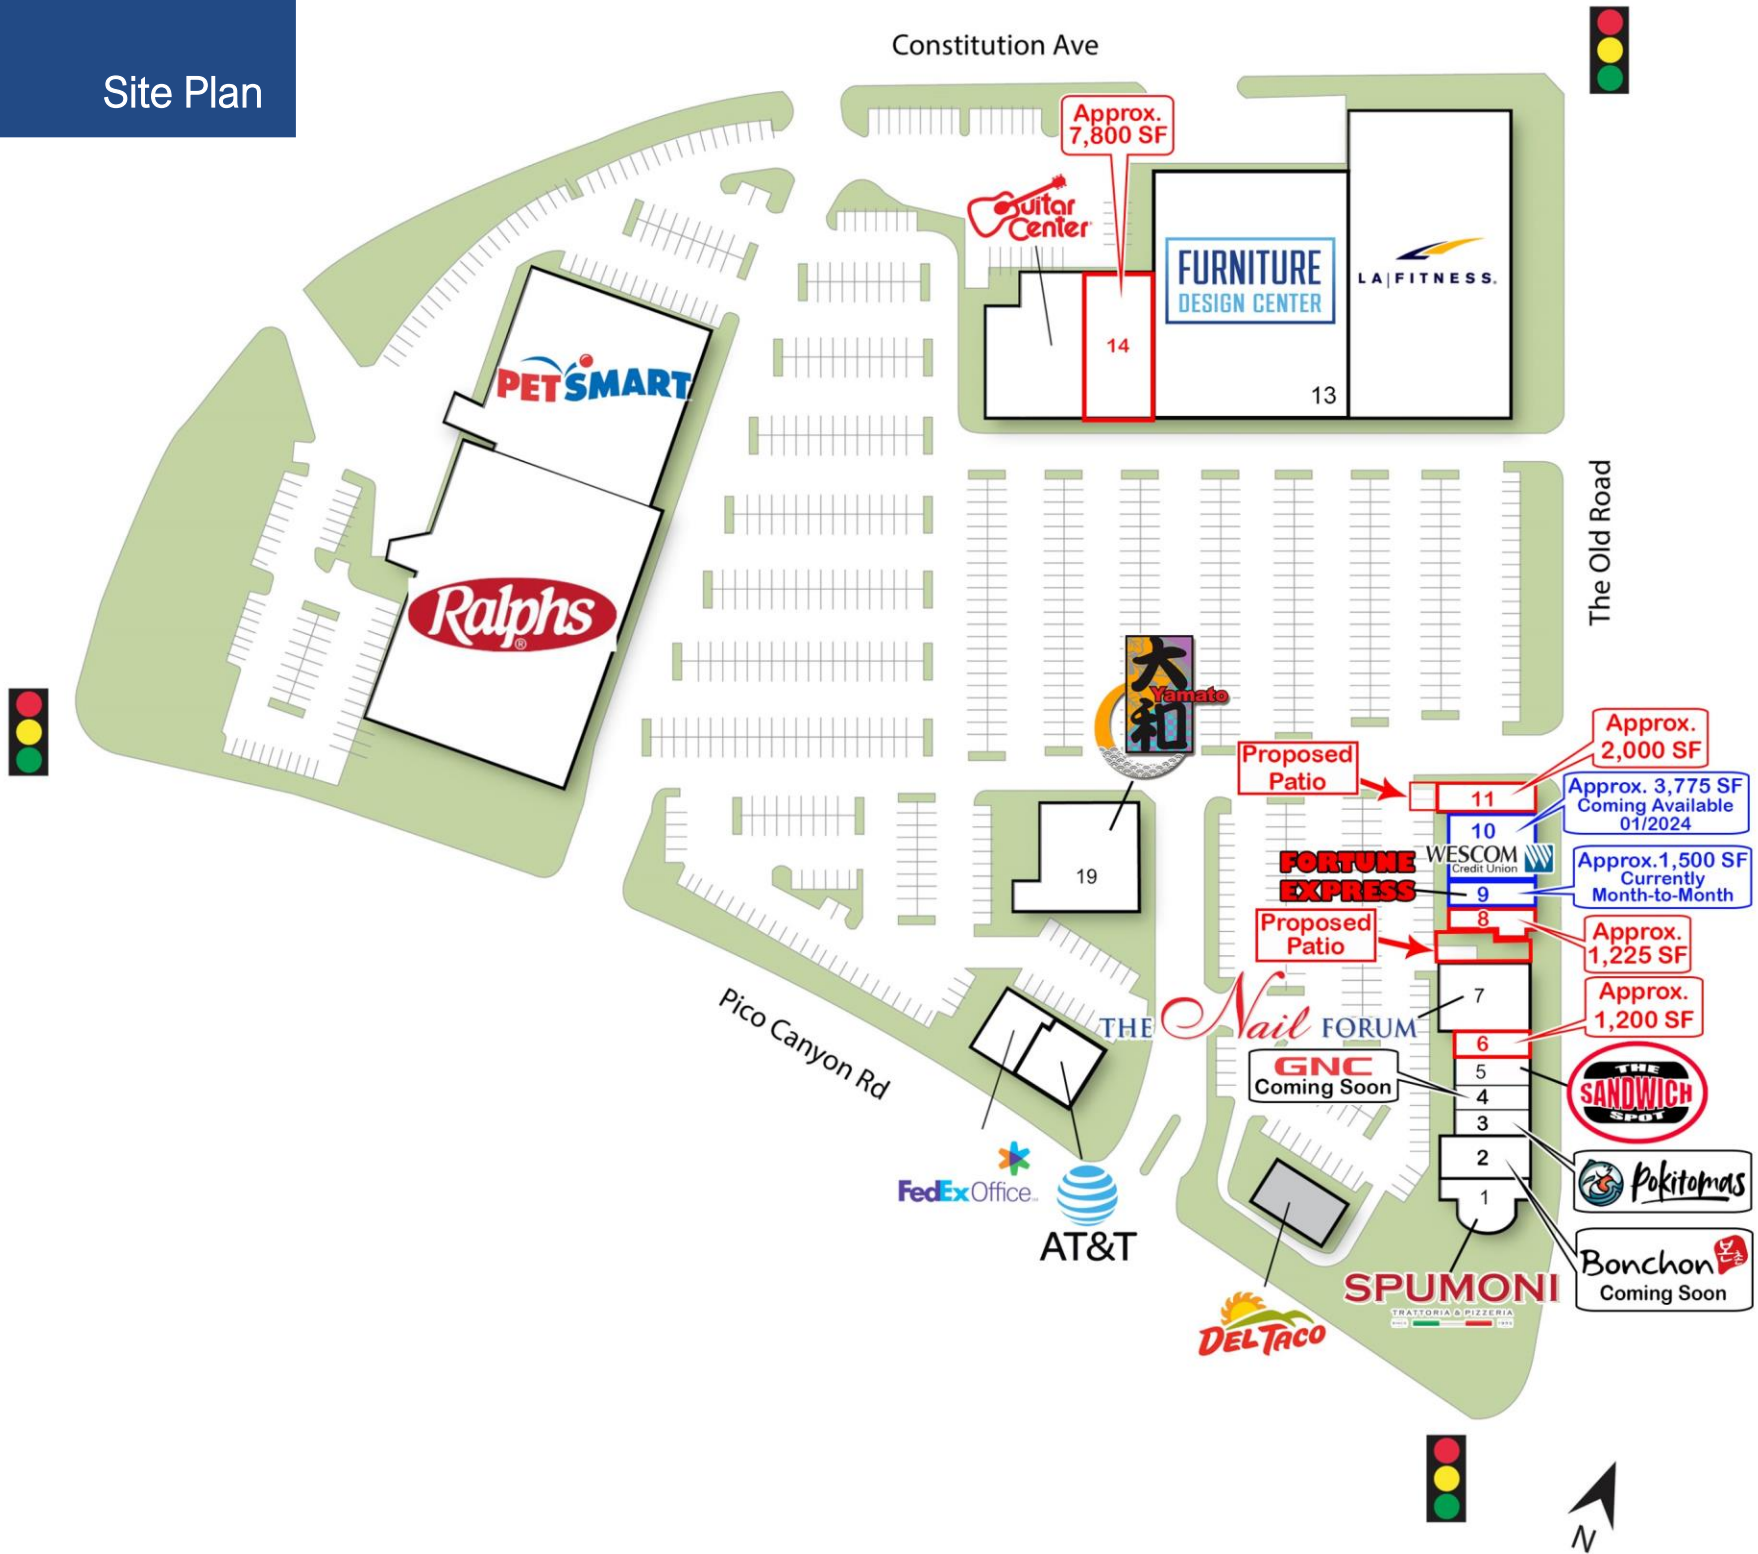 Site Plan
Constitution Ave
Approx.
7,800 SF
Guitar
Center
14
FURNITURE
DESIGN CENTER
13
LA|FITNESS.
PETSMART
Ralphs
®
The Old Road
大
Yamato
和
19
Proposed
Patio
Approx.
2,000 SF
11
Approx. 3,775 SF
Coming Available
01/2024
10
WESCOM
Credit Union
FORTUNE
EXPRESS
9
Approx.1,500 SF
Currently
Month-to-Month
8
Proposed
Patio
Approx.
1,225 SF
THE Nail FORUM
7
Approx.
1,200 SF
6
GNC
Coming Soon
5
4
3
2
1
THE
SANDWICH
SPOT
Pokitomas
Bonchon
본촌
Coming Soon
Pico Canyon Rd
FedEx Office
AT&T
DEL TACO
SPUMONI
TRATTORIA & PIZZERIA
N